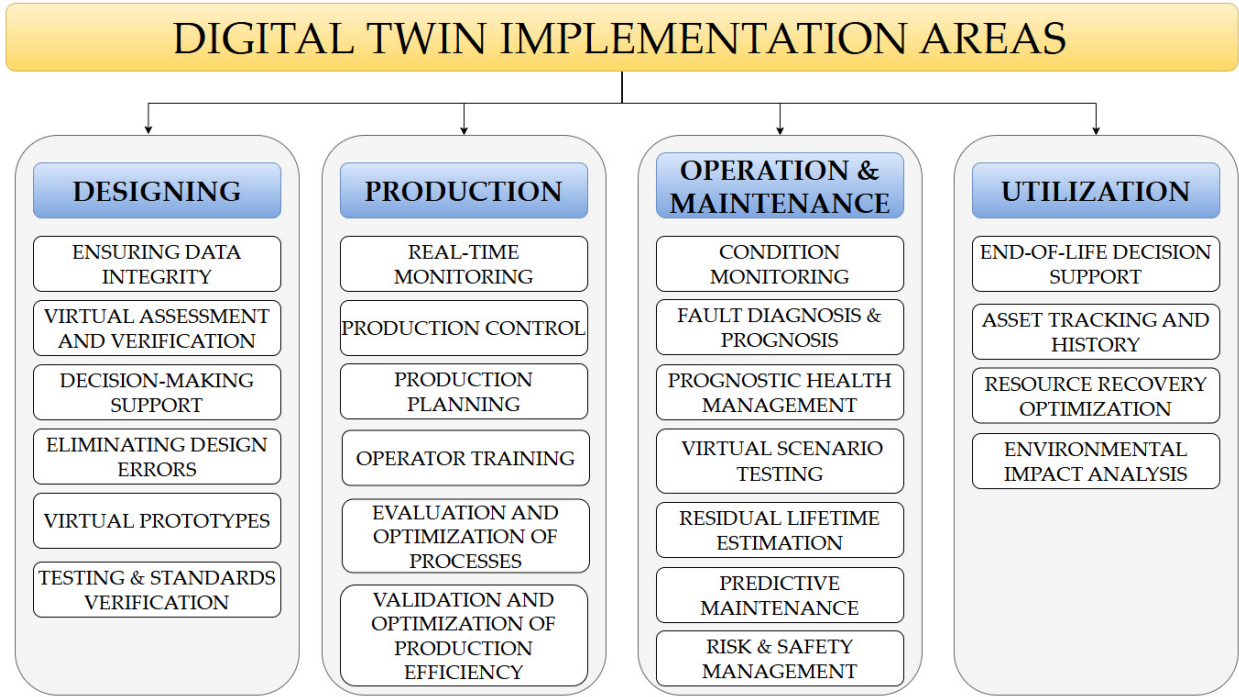 DIGITAL TWIN IMPLEMENTATION AREAS
DESIGNING
ENSURING DATA
INTEGRITY
VIRTUAL ASSESSMENT
AND VERIFICATION
DECISION-MAKING
SUPPORT
ELIMINATING DESIGN
ERRORS
VIRTUAL PROTOTYPES
TESTING & STANDARDS
VERIFICATION
PRODUCTION
REAL-TIME
MONITORING
PRODUCTION CONTROL
PRODUCTION
PLANNING
OPERATOR TRAINING
EVALUATION AND
OPTIMIZATION OF
PROCESSES
VALIDATION AND
OPTIMIZATION OF
PRODUCTION
EFFICIENCY
OPERATION &
MAINTENANCE
CONDITION
MONITORING
FAULT DIAGNOSIS &
PROGNOSIS
PROGNOSTIC HEALTH
MANAGEMENT
VIRTUAL SCENARIO
TESTING
RESIDUAL LIFETIME
ESTIMATION
PREDICTIVE
MAINTENANCE
RISK & SAFETY
MANAGEMENT
UTILIZATION
END-OF-LIFE DECISION
SUPPORT
ASSET TRACKING AND
HISTORY
RESOURCE RECOVERY
OPTIMIZATION
ENVIRONMENTAL
IMPACT ANALYSIS